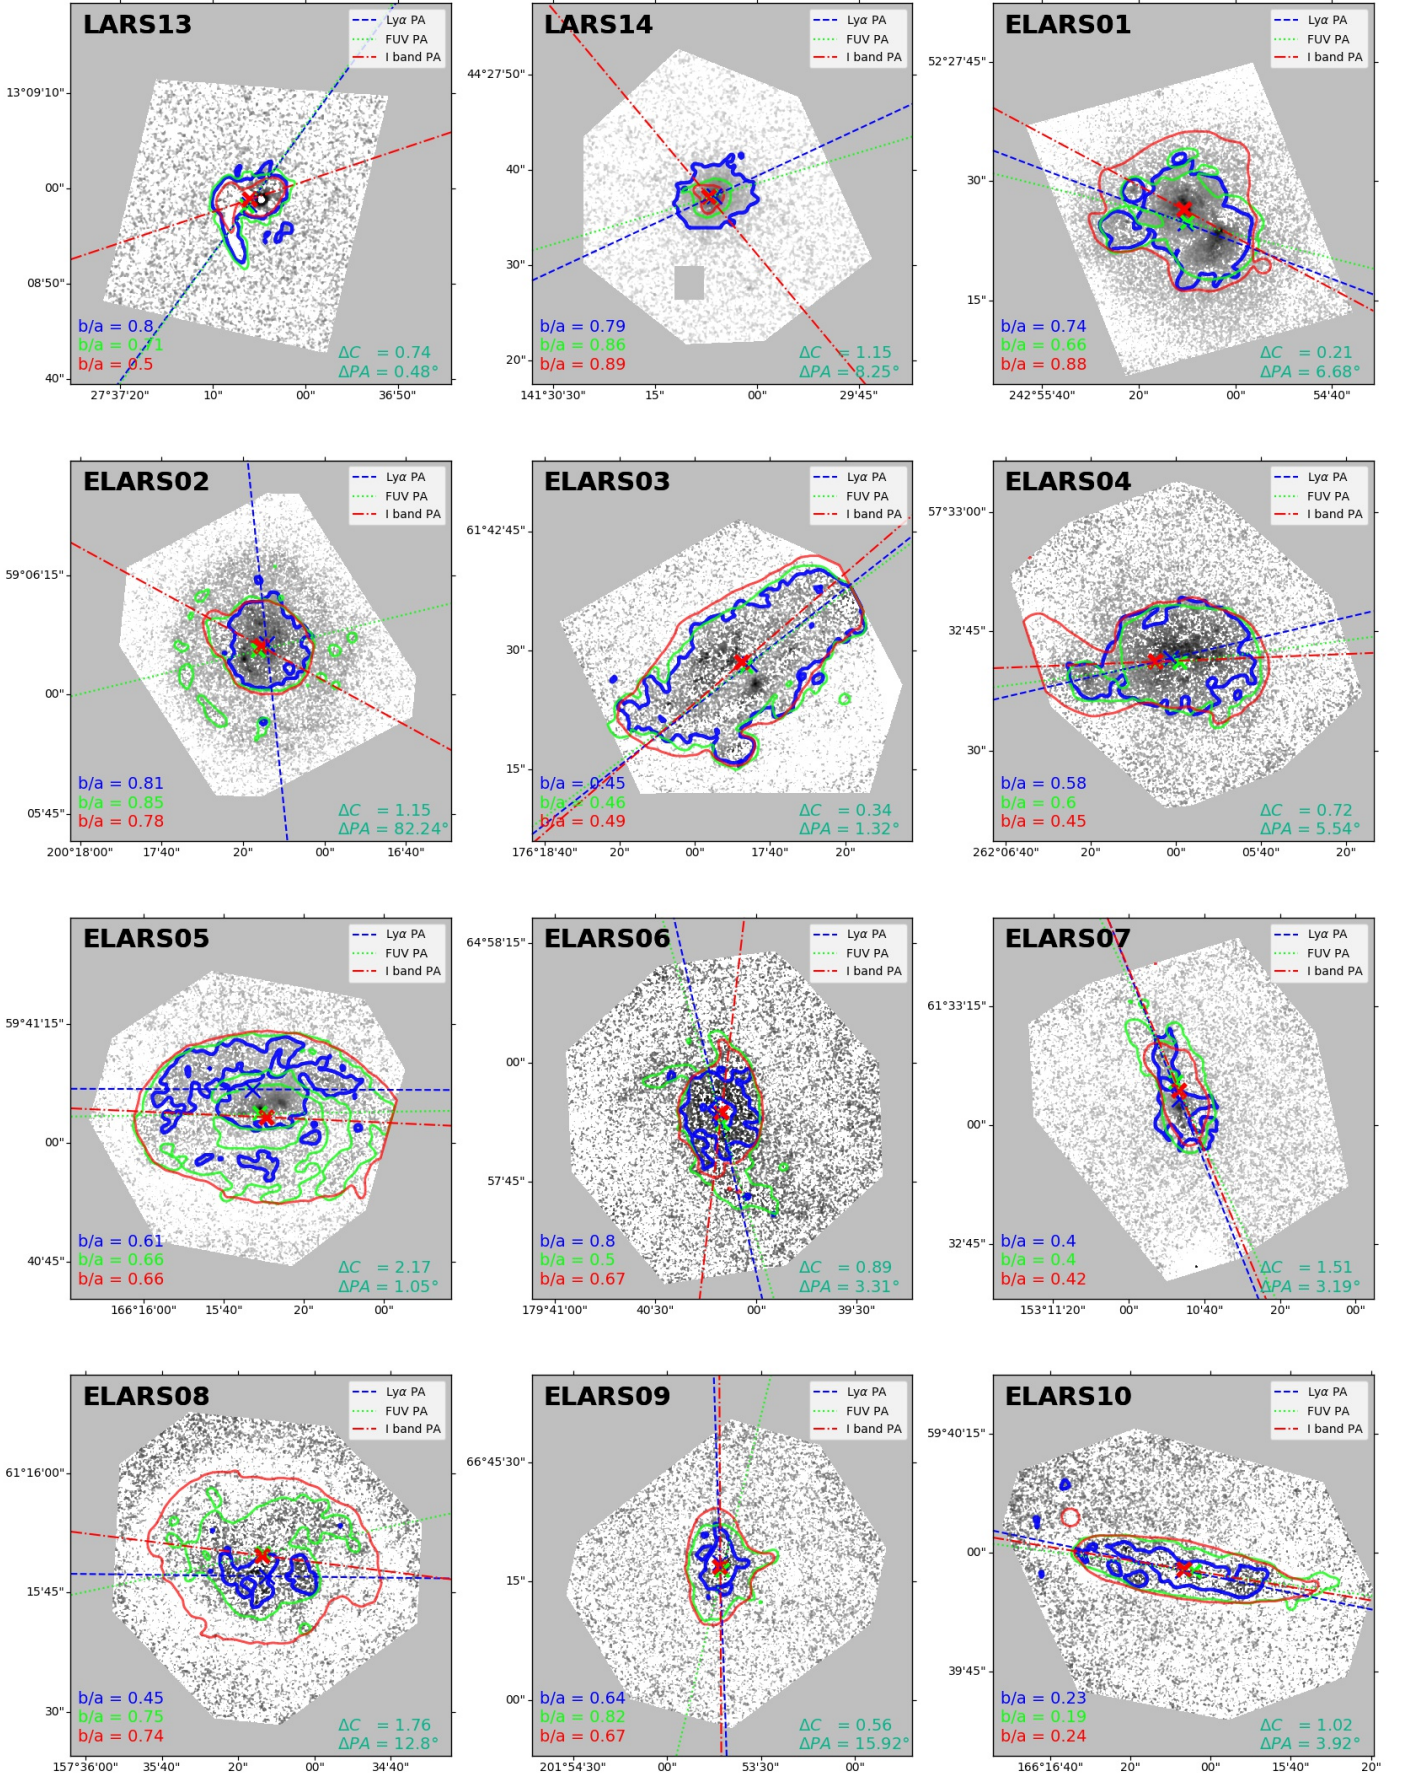 LARS13
Lyα PA
FUV PA
I band PA
13°09'10"
00"
08'50"
40"
b/a = 0.8
b/a = 0.71
b/a = 0.5
ΔC = 0.74
ΔPA = 0.48°
27°37'20" 10" 00" 36'50"
LARS14
Lyα PA
FUV PA
I band PA
44°27'50"
40"
30"
20"
b/a = 0.79
b/a = 0.86
b/a = 0.89
ΔC = 1.15
ΔPA = 8.25°
141°30'30" 15" 00" 29'45"
ELARS01
Lyα PA
FUV PA
I band PA
52°27'45"
30"
15"
b/a = 0.74
b/a = 0.66
b/a = 0.88
ΔC = 0.21
ΔPA = 6.68°
242°55'40" 20" 00" 54'40"
ELARS02
Lyα PA
FUV PA
I band PA
59°06'15"
00"
05'45"
b/a = 0.81
b/a = 0.85
b/a = 0.78
ΔC = 1.15
ΔPA = 82.24°
200°18'00" 17'40" 20" 00" 16'40"
ELARS03
Lyα PA
FUV PA
I band PA
61°42'45"
30"
15"
b/a = 0.45
b/a = 0.46
b/a = 0.49
ΔC = 0.34
ΔPA = 1.32°
176°18'40" 20" 00" 17'40" 20"
ELARS04
Lyα PA
FUV PA
I band PA
57°33'00"
32'45"
30"
b/a = 0.58
b/a = 0.6
b/a = 0.45
ΔC = 0.72
ΔPA = 5.54°
262°06'40" 20" 00" 05'40" 20"
ELARS05
Lyα PA
FUV PA
I band PA
59°41'15"
00"
40'45"
b/a = 0.61
b/a = 0.66
b/a = 0.66
ΔC = 2.17
ΔPA = 1.05°
166°16'00" 15'40" 20" 00"
ELARS06
Lyα PA
FUV PA
I band PA
64°58'15"
00"
57'45"
b/a = 0.8
b/a = 0.5
b/a = 0.67
ΔC = 0.89
ΔPA = 3.31°
179°41'00" 40'30" 00" 39'30"
ELARS07
Lyα PA
FUV PA
I band PA
61°33'15"
00"
32'45"
b/a = 0.4
b/a = 0.4
b/a = 0.42
ΔC = 1.51
ΔPA = 3.19°
153°11'20" 00" 10'40" 20" 00"
ELARS08
Lyα PA
FUV PA
I band PA
61°16'00"
15'45"
30"
b/a = 0.45
b/a = 0.75
b/a = 0.74
ΔC = 1.76
ΔPA = 12.8°
157°36'00" 35'40" 20" 00" 34'40"
ELARS09
Lyα PA
FUV PA
I band PA
66°45'30"
15"
00"
b/a = 0.64
b/a = 0.82
b/a = 0.67
ΔC = 0.56
ΔPA = 15.92°
201°54'30" 00" 53'30" 00"
ELARS10
Lyα PA
FUV PA
I band PA
59°40'15"
00"
39'45"
b/a = 0.23
b/a = 0.19
b/a = 0.24
ΔC = 1.02
ΔPA = 3.92°
166°16'40" 20" 00" 15'40" 20"